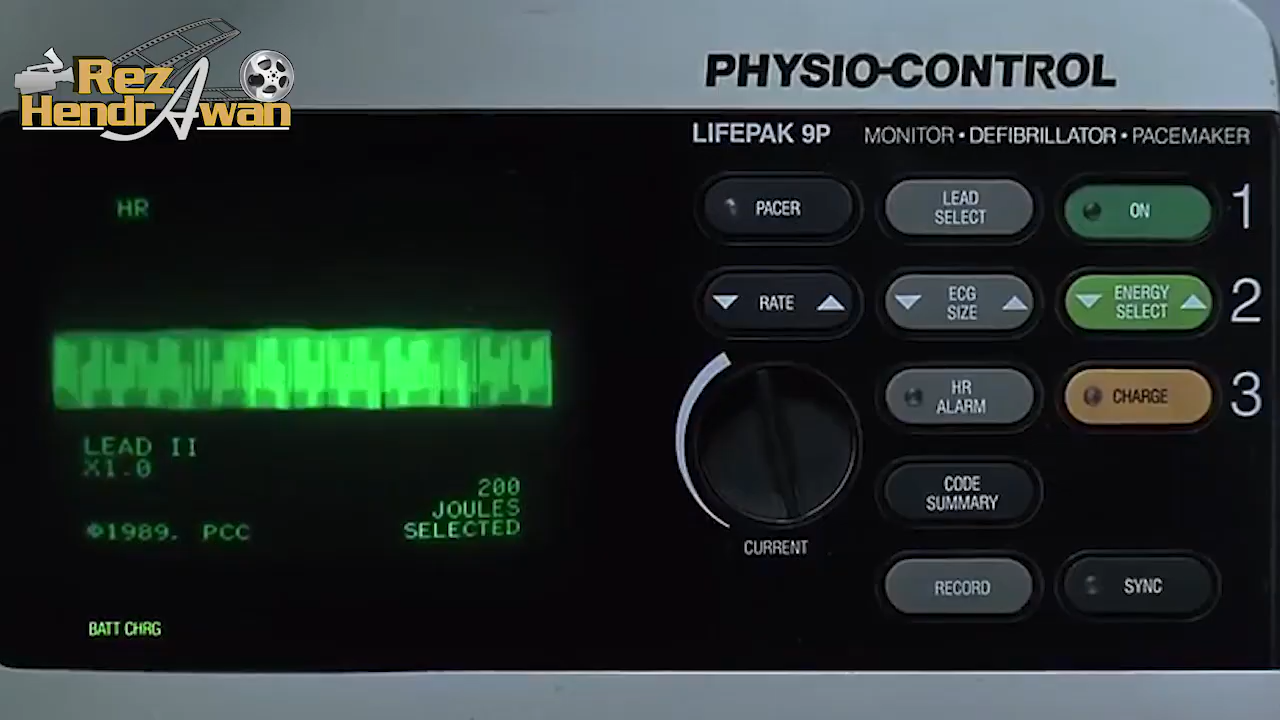 Rez A
HendrAwan
PHYSIO-CONTROL
LIFEPAK 9P
MONITOR • DEFIBRILLATOR • PACEMAKER
HR
PACER
LEAD
SELECT
ON
1
RATE
ECG
SIZE
ENERGY
SELECT
2
HR
ALARM
CHARGE
3
LEAD II
X1.0
200
JOULES
SELECTED
©1989. PCC
CODE
SUMMARY
CURRENT
RECORD
SYNC
BATT CHRG